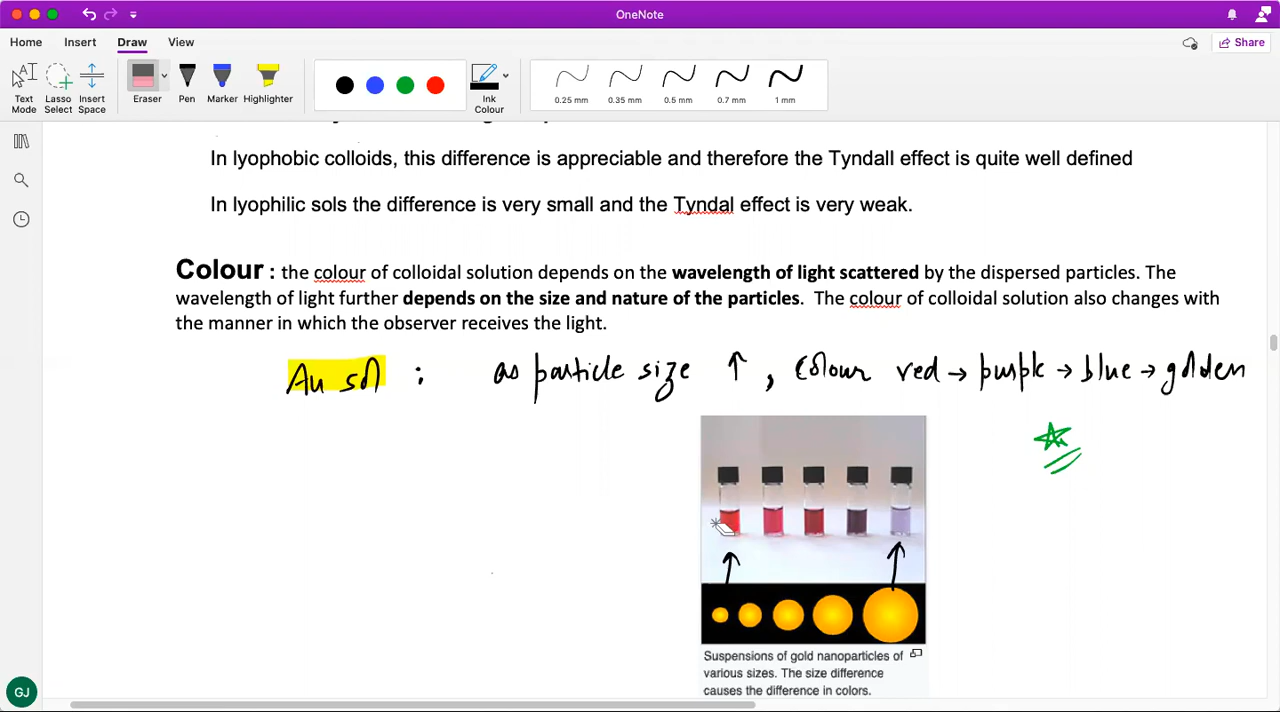 OneNote
Home Insert Draw View
Share
Text Mode
Lasso Select
Insert Space
Eraser
Pen
Marker
Highlighter
Ink Colour
0.25 mm
0.35 mm
0.5 mm
0.7 mm
1 mm
In lyophobic colloids, this difference is appreciable and therefore the Tyndall effect is quite well defined
In lyophilic sols the difference is very small and the Tyndal effect is very weak.
Colour : the colour of colloidal solution depends on the wavelength of light scattered by the dispersed particles. The
wavelength of light further depends on the size and nature of the particles. The colour of colloidal solution also changes with
the manner in which the observer receives the light.
Au sol : as particle size ↑ , colour red → purple → blue → golden
Suspensions of gold nanoparticles of
various sizes. The size difference
causes the difference in colors.
GJ